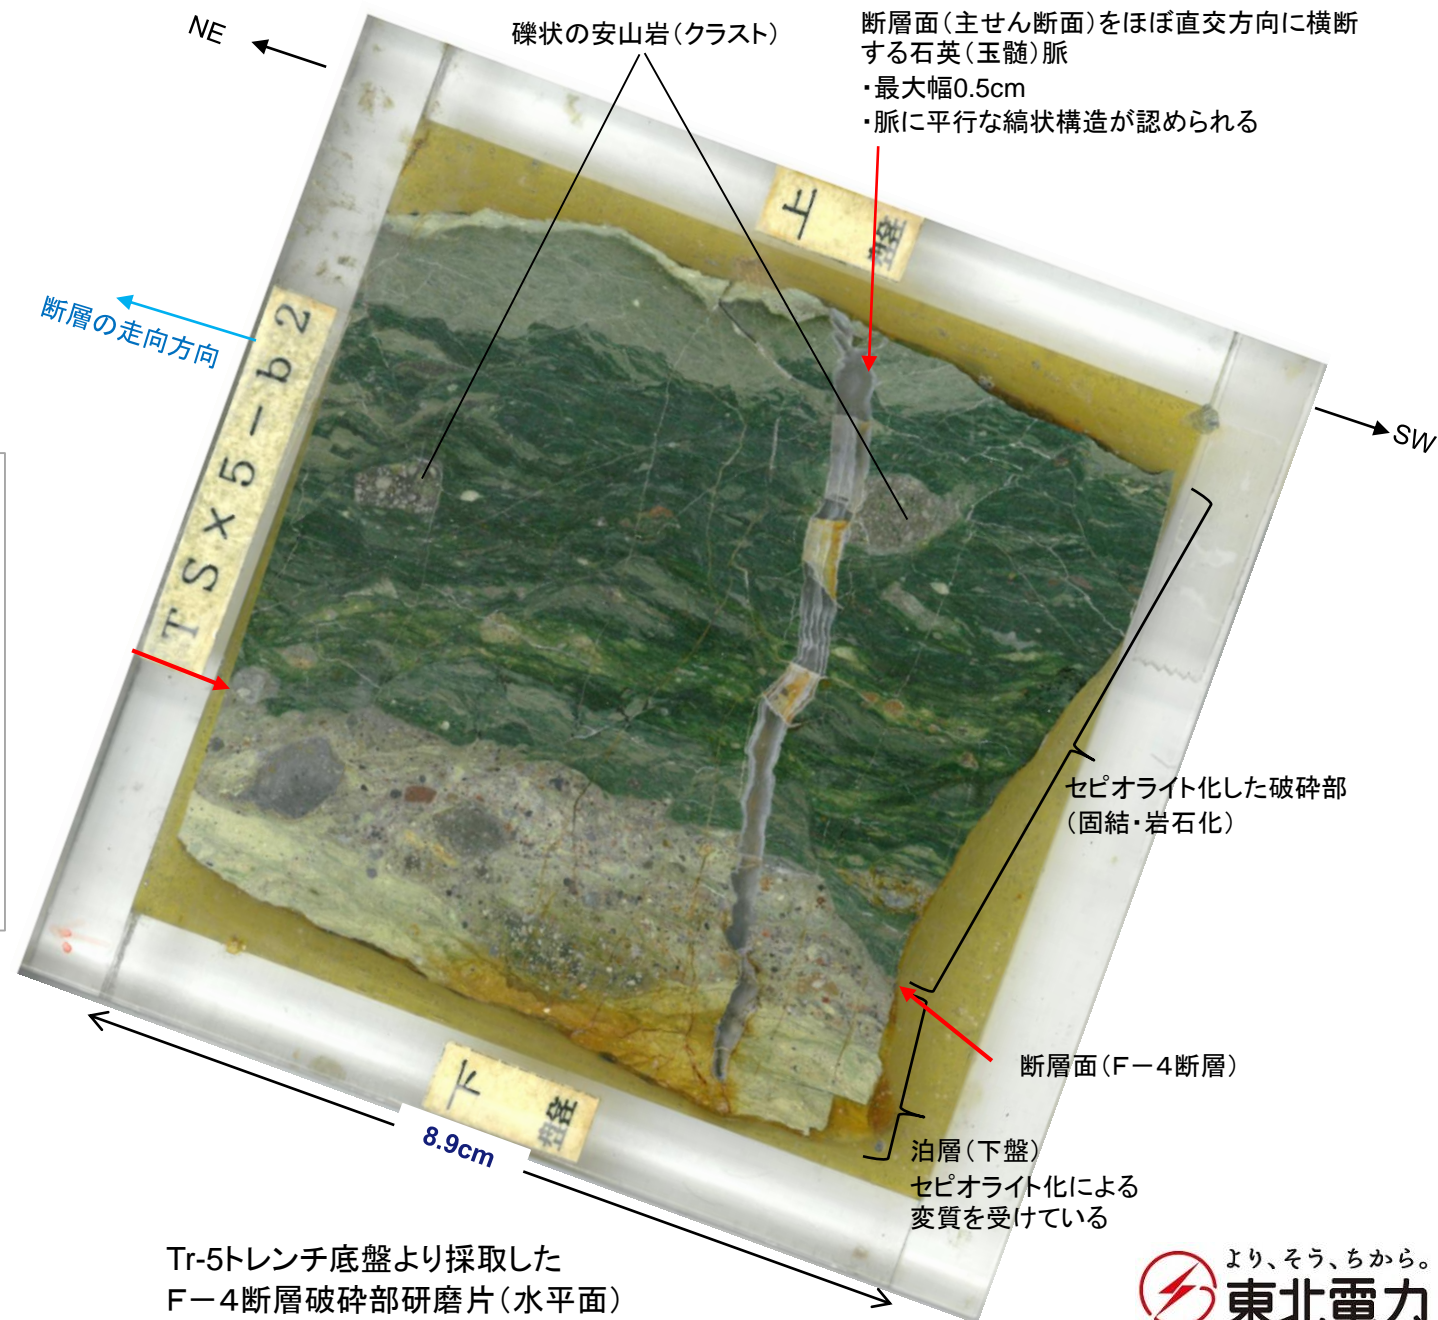 NE
礫状の安山岩（クラスト）
断層面（主せん断面）をほぼ直交方向に横断
する石英（玉髄）脈
・最大幅0.5cm
・脈に平行な縞状構造が認められる
上盤
断層の走向方向
TSx5-b2
SW
セピオライト化した破砕部
（固結・岩石化）
断層面（F－4断層）
下盤
8.9cm
泊層（下盤）
セピオライト化による
変質を受けている
Tr-5トレンチ底盤より採取した
F－4断層破砕部研磨片（水平面）
より、そう、ちから。
東北電力